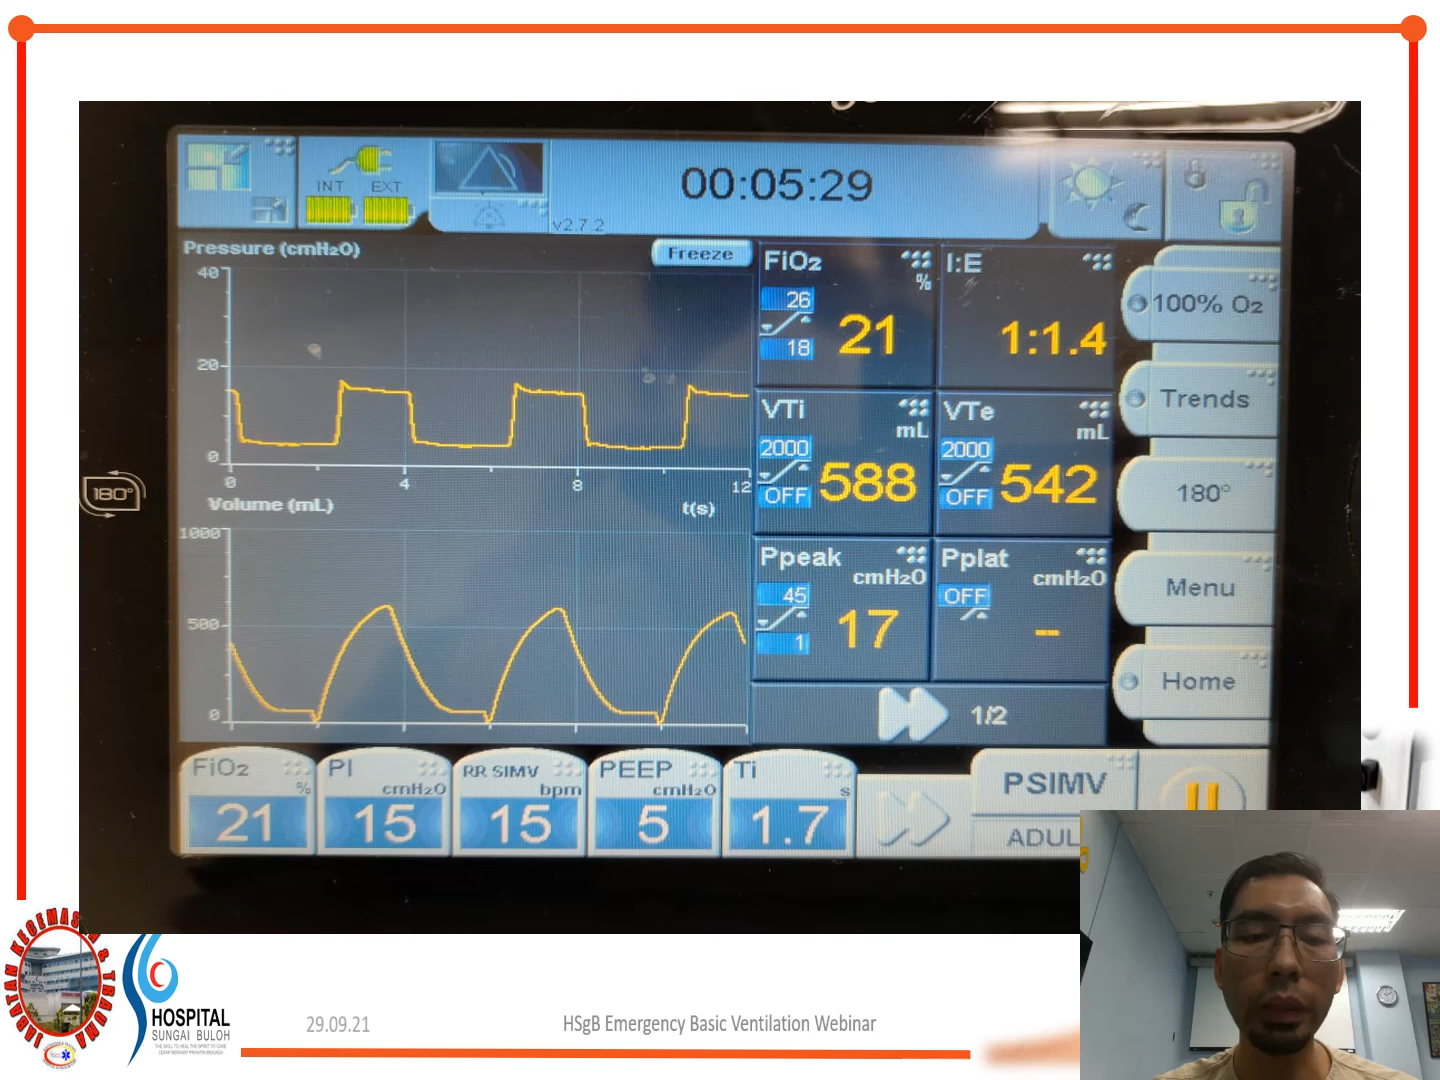 00:05:29
INT EXT
v2.7.2
Pressure (cmH2O)
Freeze
40
20
0
0 4 8 12
Volume (mL) t(s)
1000
500
0
FiO2
%
26
21
18
I:E
1:1.4
VTi
mL
2000
588
OFF
VTe
mL
2000
542
OFF
Ppeak
cmH2O
45
17
1
Pplat
cmH2O
OFF
–
1/2
100% O2
Trends
180°
Menu
Home
180°
FiO2
%
21
PI
cmH2O
15
RR SIMV
bpm
15
PEEP
cmH2O
5
Ti
s
1.7
PSIMV
ADUL
JABATAN KECEMASAN & TRAUMA
HOSPITAL
SUNGAI BULOH
29.09.21
HSgB Emergency Basic Ventilation Webinar